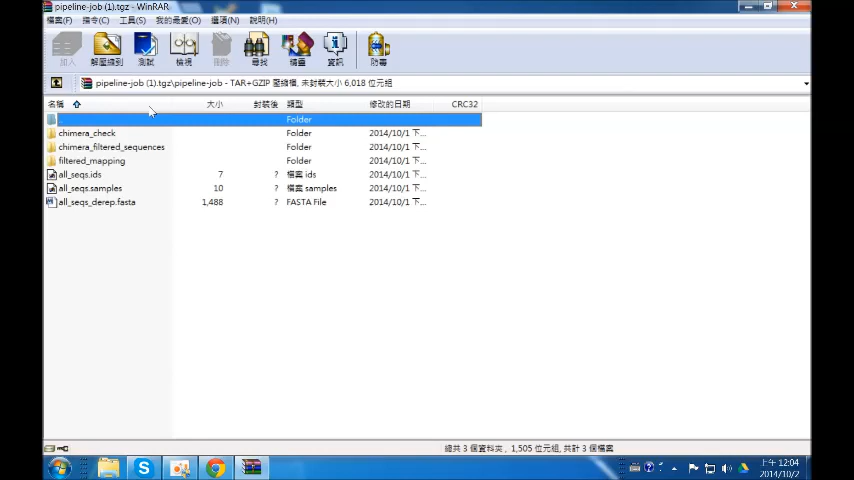 pipeline-job (1).tgz - WinRAR
檔案(F) 指令(C) 工具(S) 我的最愛(O) 選項(N) 說明(H)
加入 解壓縮到 測試 檢視 刪除 尋找 精靈 資訊 防毒
pipeline-job (1).tgz\pipeline-job - TAR+GZIP 壓縮檔, 未封裝大小 6,018 位元組
名稱 大小 封裝後 類型 修改的日期 CRC32
.. Folder
chimera_check Folder 2014/10/1 下...
chimera_filtered_sequences Folder 2014/10/1 下...
filtered_mapping Folder 2014/10/1 下...
all_seqs.ids 7 ? 檔案 ids 2014/10/1 下...
all_seqs.samples 10 ? 檔案 samples 2014/10/1 下...
all_seqs_derep.fasta 1,488 ? FASTA File 2014/10/1 下...
總共 3 個資料夾, 1,505 位元組, 共計 3 個檔案
上午 12:04
2014/10/2